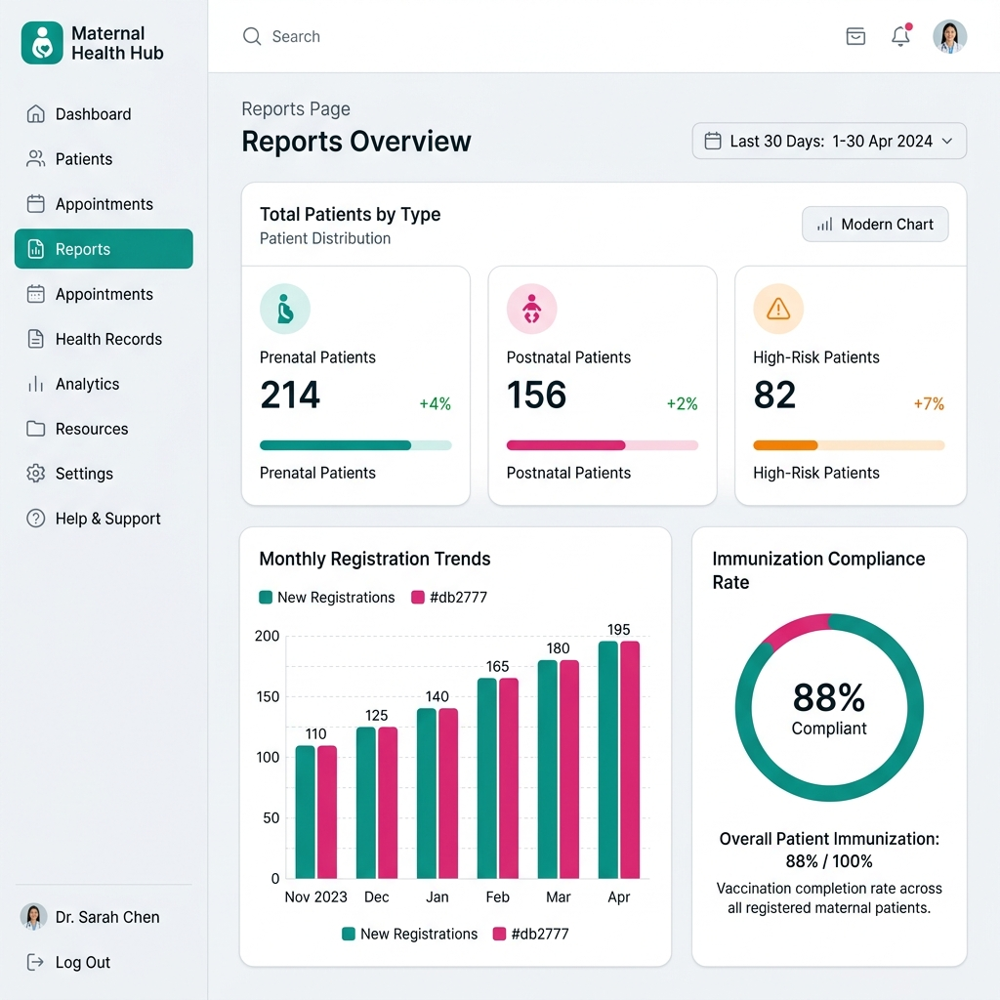 Maternal
Health Hub
Search
Dashboard
Patients
Appointments
Reports
Appointments
Health Records
Analytics
Resources
Settings
Help & Support
Dr. Sarah Chen
Log Out
Reports Page
Reports Overview
Last 30 Days: 1-30 Apr 2024
Total Patients by Type
Patient Distribution
Modern Chart
Prenatal Patients
214
+4%
Prenatal Patients
Postnatal Patients
156
+2%
Postnatal Patients
High-Risk Patients
82
+7%
High-Risk Patients
Monthly Registration Trends
New Registrations
#db2777
200
150
100
50
0
110
125
140
165
180
195
Nov 2023
Dec
Jan
Feb
Mar
Apr
New Registrations
#db2777
Immunization Compliance
Rate
88%
Compliant
Overall Patient Immunization:
88% / 100%
Vaccination completion rate across
all registered maternal patients.